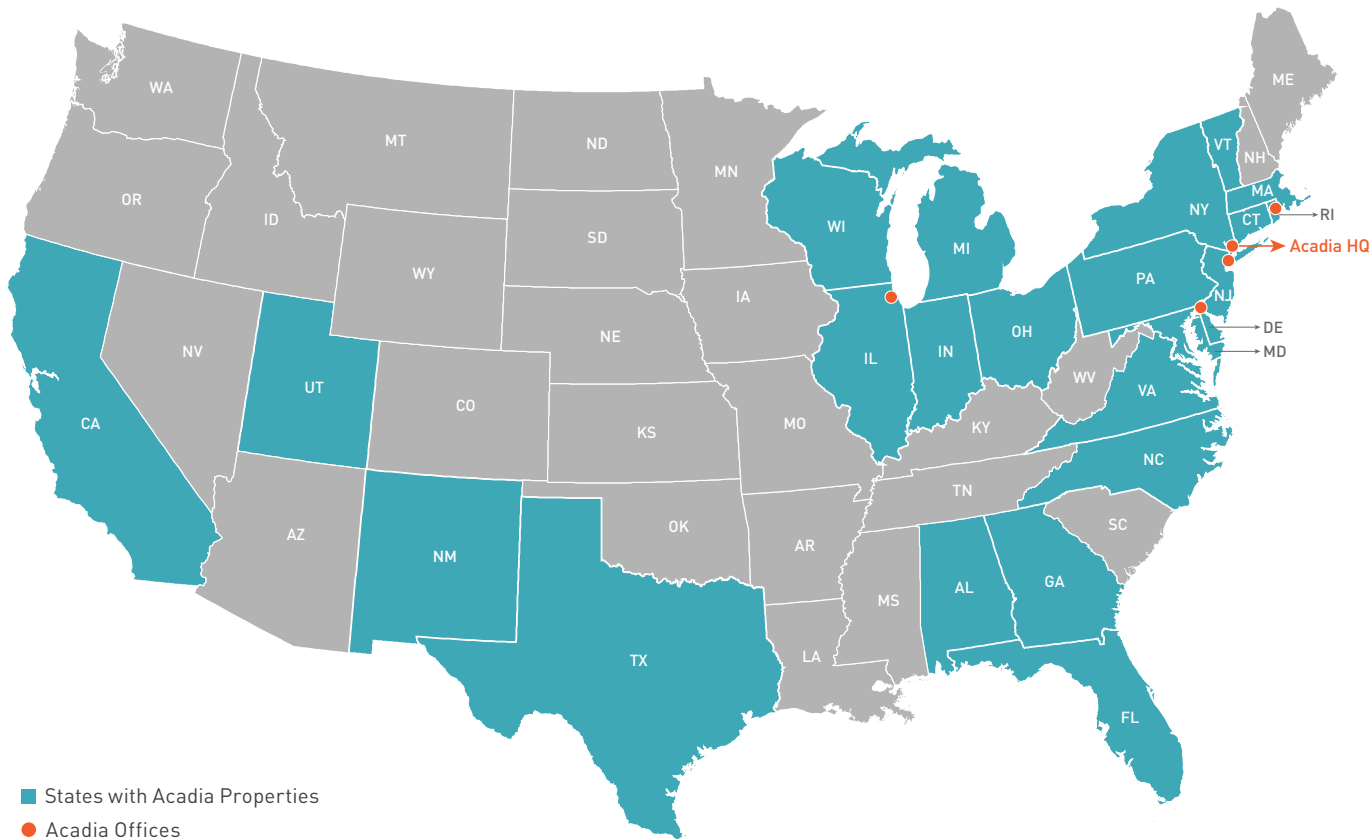 WA
MT
ND
MN
ME
VT
NH
OR
ID
SD
WI
MI
NY
MA
CT
RI
Acadia HQ
WY
IA
PA
NJ
NE
OH
DE
MD
NV
UT
CO
IL
IN
WV
VA
CA
KS
MO
KY
NC
AZ
NM
OK
AR
TN
SC
TX
LA
MS
AL
GA
FL
States with Acadia Properties
Acadia Offices